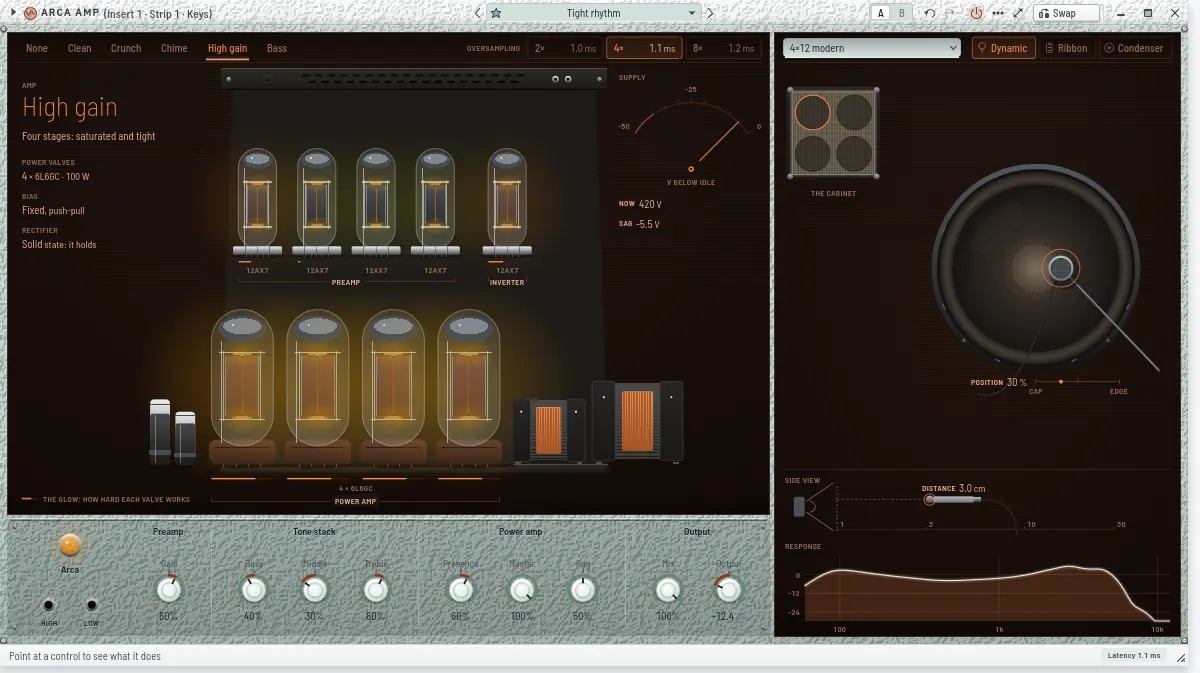 ARCA AMP (Insert 1 · Strip 1 · Keys)
Tight rhythm
A B
Swap
None Clean Crunch Chime High gain Bass
OVERSAMPLING 2× 1.0 ms 4× 1.1 ms 8× 1.2 ms
4×12 modern
Dynamic Ribbon Condenser
AMP
High gain
Four stages: saturated and tight
POWER VALVES
4 × 6L6GC · 100 W
BIAS
Fixed, push-pull
RECTIFIER
Solid state: it holds
SUPPLY
-25
-50 0
V BELOW IDLE
NOW 420 V
SAG -5.5 V
12AX7 12AX7 12AX7 12AX7 12AX7
PREAMP INVERTER
4 × 6L6GC
POWER AMP
THE GLOW: HOW HARD EACH VALVE WORKS
THE CABINET
POSITION 30 %
CAP EDGE
SIDE VIEW
DISTANCE 3.0 cm
1 3 10 30
RESPONSE
0
-12
-24
100 1k 10k
Arca
HIGH LOW
Preamp Tone stack Power amp Output
Gain Bass Middle Treble Presence Master Sag Mix Output
60% 40% 30% 60% 60% 100% 50% 100% -12.4
Point at a control to see what it does
Latency 1.1 ms